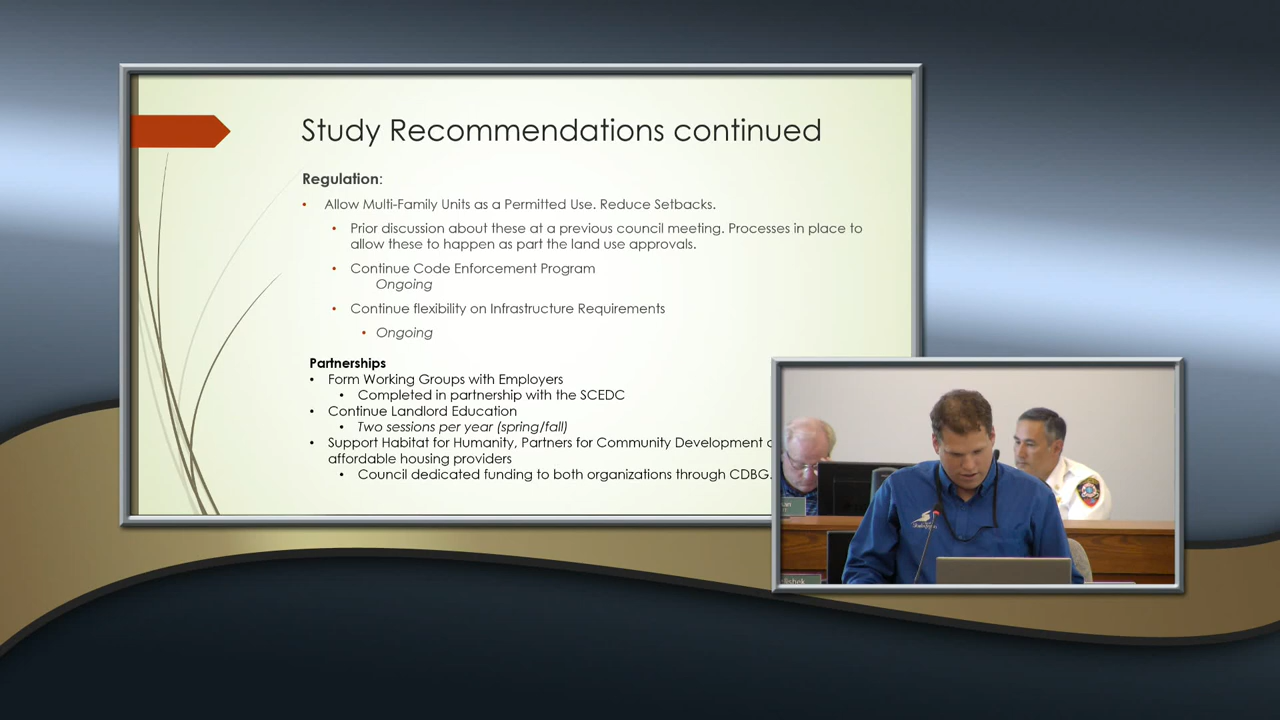 Study Recommendations continued
Regulation:
• Allow Multi-Family Units as a Permitted Use. Reduce Setbacks.
• Prior discussion about these at a previous council meeting. Processes in place to
allow these to happen as part the land use approvals.
• Continue Code Enforcement Program
Ongoing
• Continue flexibility on Infrastructure Requirements
• Ongoing
Partnerships
• Form Working Groups with Employers
• Completed in partnership with the SCEDC
• Continue Landlord Education
• Two sessions per year (spring/fall)
• Support Habitat for Humanity, Partners for Community Development
affordable housing providers
• Council dedicated funding to both organizations through CDBG.